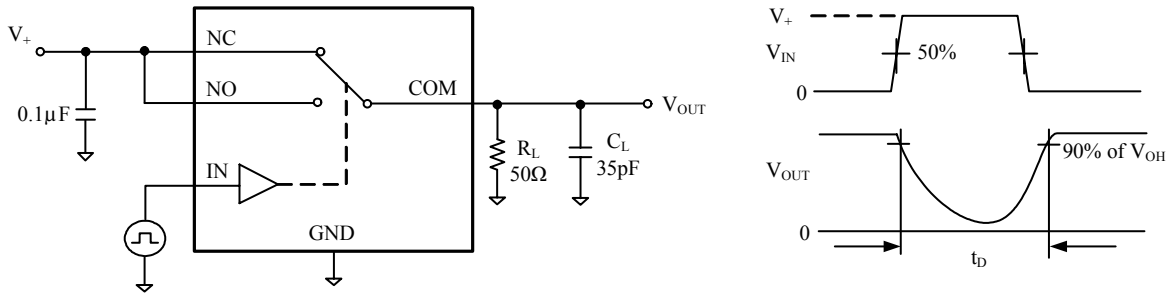 V+
NC
NO
COM
VOUT
0.1μF
RL
50Ω
CL
35pF
IN
GND
V+
VIN
50%
0
VOUT
90% of VOH
0
tD